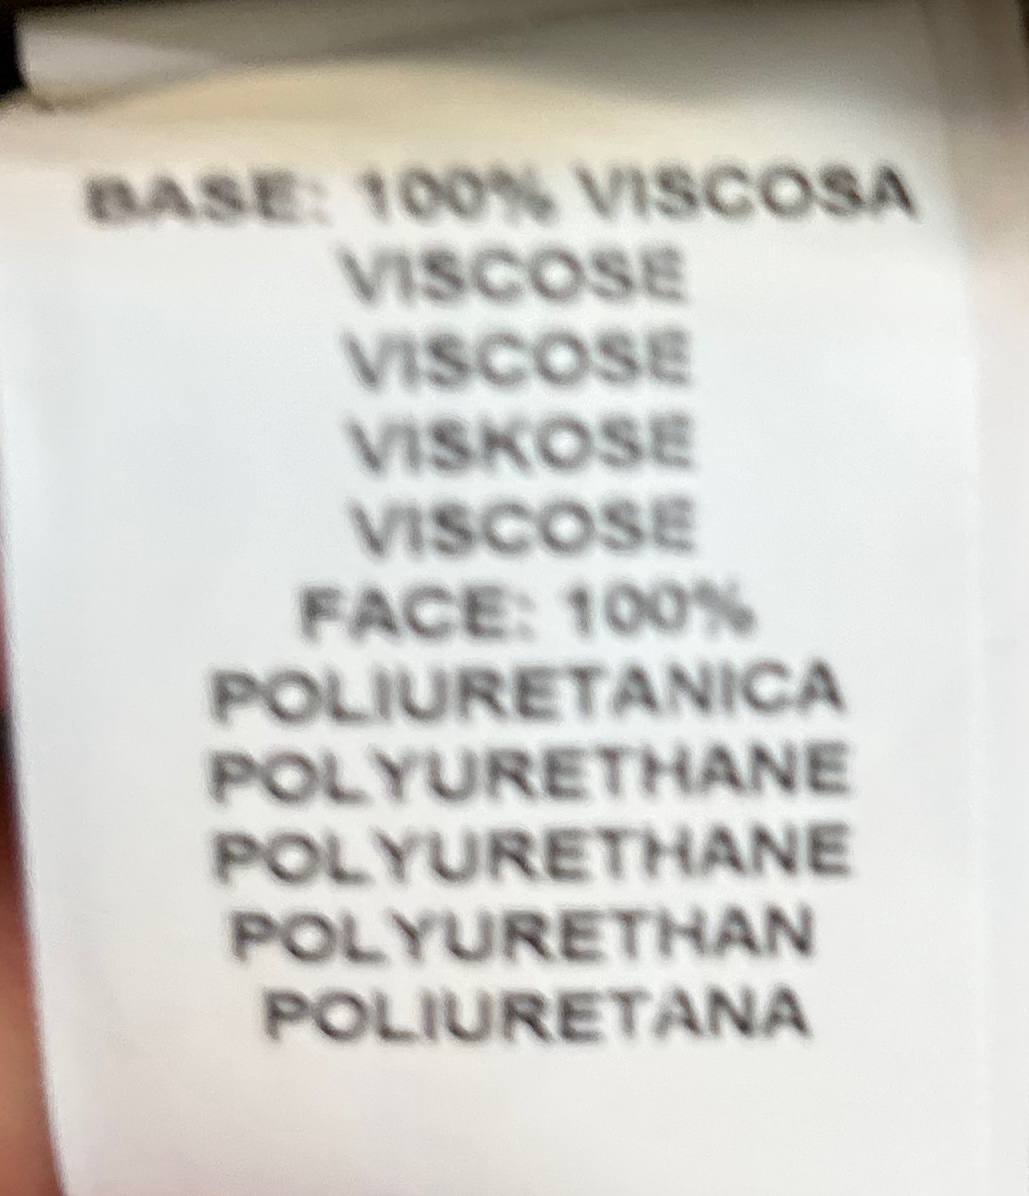 BASE: 100% VISCOSA
VISCOSE
VISCOSE
VISKOSE
VISCOSE
FACE: 100%
POLIURETANICA
POLYURETHANE
POLYURETHANE
POLYURETHAN
POLIURETANA